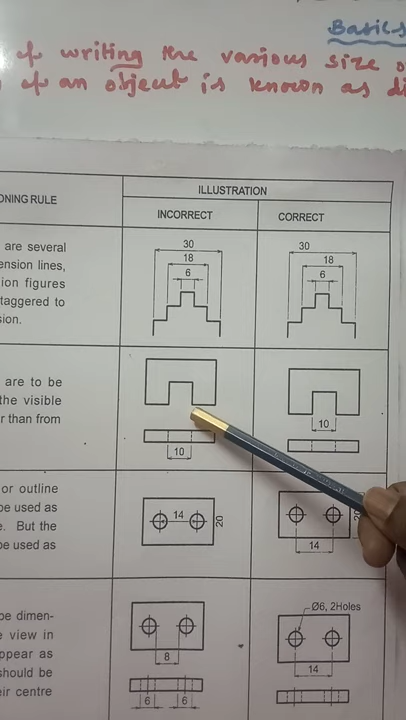 Basics
of writing the various size o
of an object is known as di
ONING RULE
ILLUSTRATION
INCORRECT
CORRECT
are several
ension lines,
ion figures
taggered to
sion.
30
18
6
30
18
6
are to be
the visible
r than from
10
10
or outline
be used as
e. But the
be used as
14
20
14
20
be dimen-
e view in
ppear as
should be
eir centre
8
6
6
Ø6, 2Holes
14